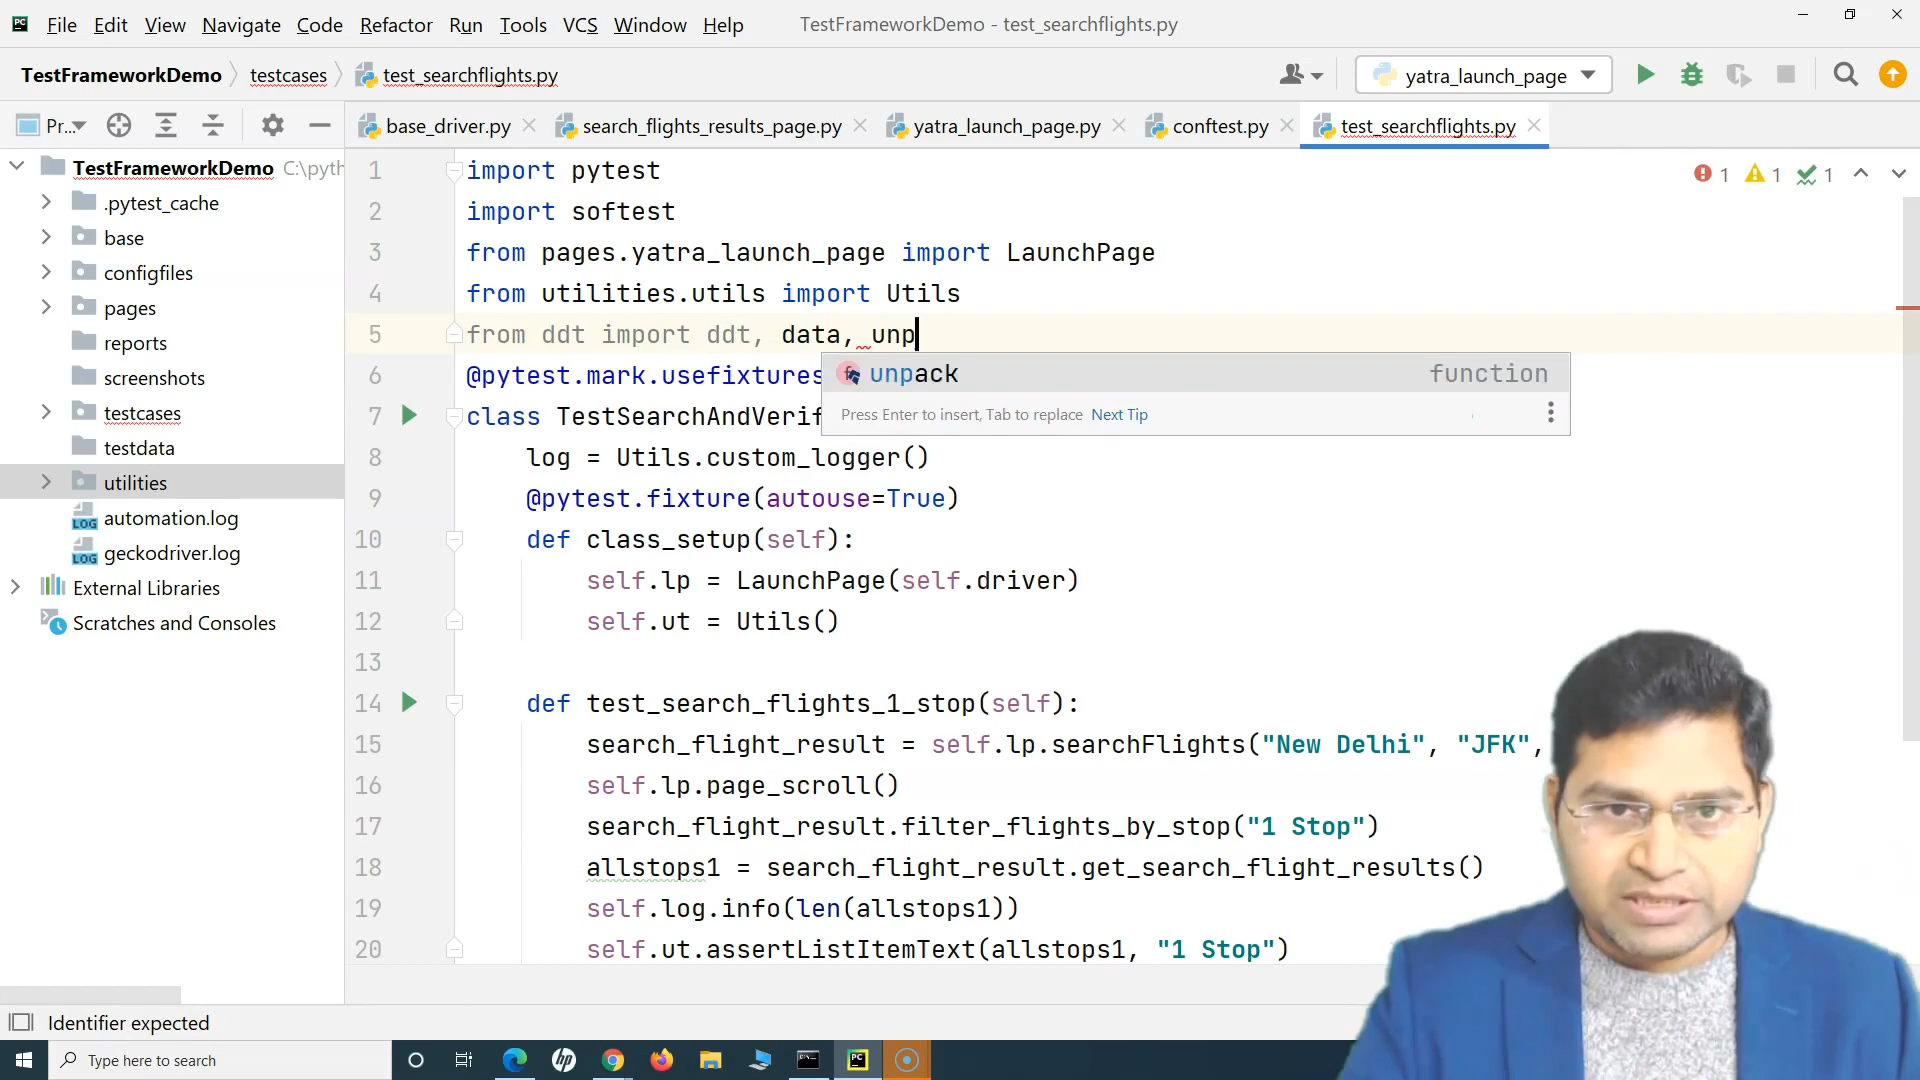 File Edit View Navigate Code Refactor Run Tools VCS Window Help TestFrameworkDemo - test_searchflights.py
TestFrameworkDemo testcases test_searchflights.py yatra_launch_page
Pr... base_driver.py search_flights_results_page.py yatra_launch_page.py conftest.py test_searchflights.py
TestFrameworkDemo C:\pyth
.pytest_cache
base
configfiles
pages
reports
screenshots
testcases
testdata
utilities
automation.log
geckodriver.log
External Libraries
Scratches and Consoles
1 import pytest
2 import softest
3 from pages.yatra_launch_page import LaunchPage
4 from utilities.utils import Utils
5 from ddt import ddt, data, unp
6 @pytest.mark.usefixtures
7 class TestSearchAndVerif
8 log = Utils.custom_logger()
9 @pytest.fixture(autouse=True)
10 def class_setup(self):
11 self.lp = LaunchPage(self.driver)
12 self.ut = Utils()
13
14 def test_search_flights_1_stop(self):
15 search_flight_result = self.lp.searchFlights("New Delhi", "JFK",
16 self.lp.page_scroll()
17 search_flight_result.filter_flights_by_stop("1 Stop")
18 allstops1 = search_flight_result.get_search_flight_results()
19 self.log.info(len(allstops1))
20 self.ut.assertListItemText(allstops1, "1 Stop")
unpack function
Press Enter to insert, Tab to replace Next Tip
1 1 1
Identifier expected
Type here to search